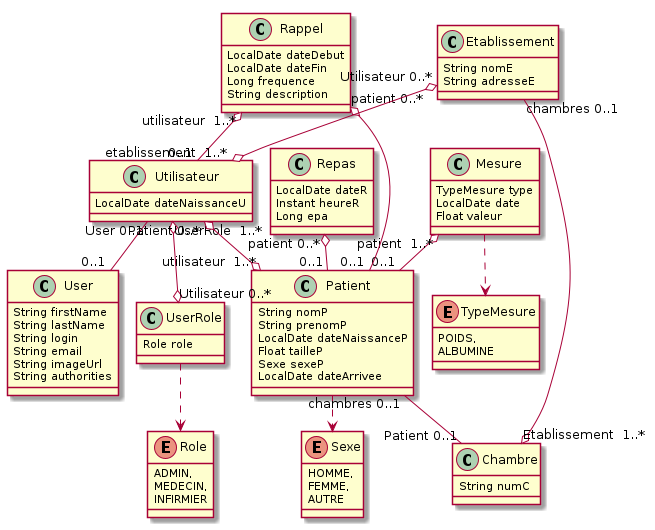 C Rappel
LocalDate dateDebut
LocalDate dateFin
Long frequence
String description
C Etablissement
String nomE
String adresseE
Utilisateur 0..*
patient 0..*
chambres 0..1
utilisateur 1..*
etablissement 1..*
0..1
C Utilisateur
LocalDate dateNaissanceU
C Repas
LocalDate dateR
Instant heureR
Long epa
C Mesure
TypeMesure type
LocalDate date
Float valeur
User 0..1
Patient 0..*
UserRole 1..*
patient 0..*
patient 1..*
0..1
utilisateur 1..*
0..1
0..1
0..1
C User
String firstName
String lastName
String login
String email
String imageUrl
String authorities
Utilisateur 0..*
C UserRole
Role role
C Patient
String nomP
String prenomP
LocalDate dateNaissanceP
Float tailleP
Sexe sexeP
LocalDate dateArrivee
E TypeMesure
POIDS,
ALBUMINE
chambres 0..1
Patient 0..1
Etablissement 1..*
E Role
ADMIN,
MEDECIN,
INFIRMIER
E Sexe
HOMME,
FEMME,
AUTRE
C Chambre
String numC